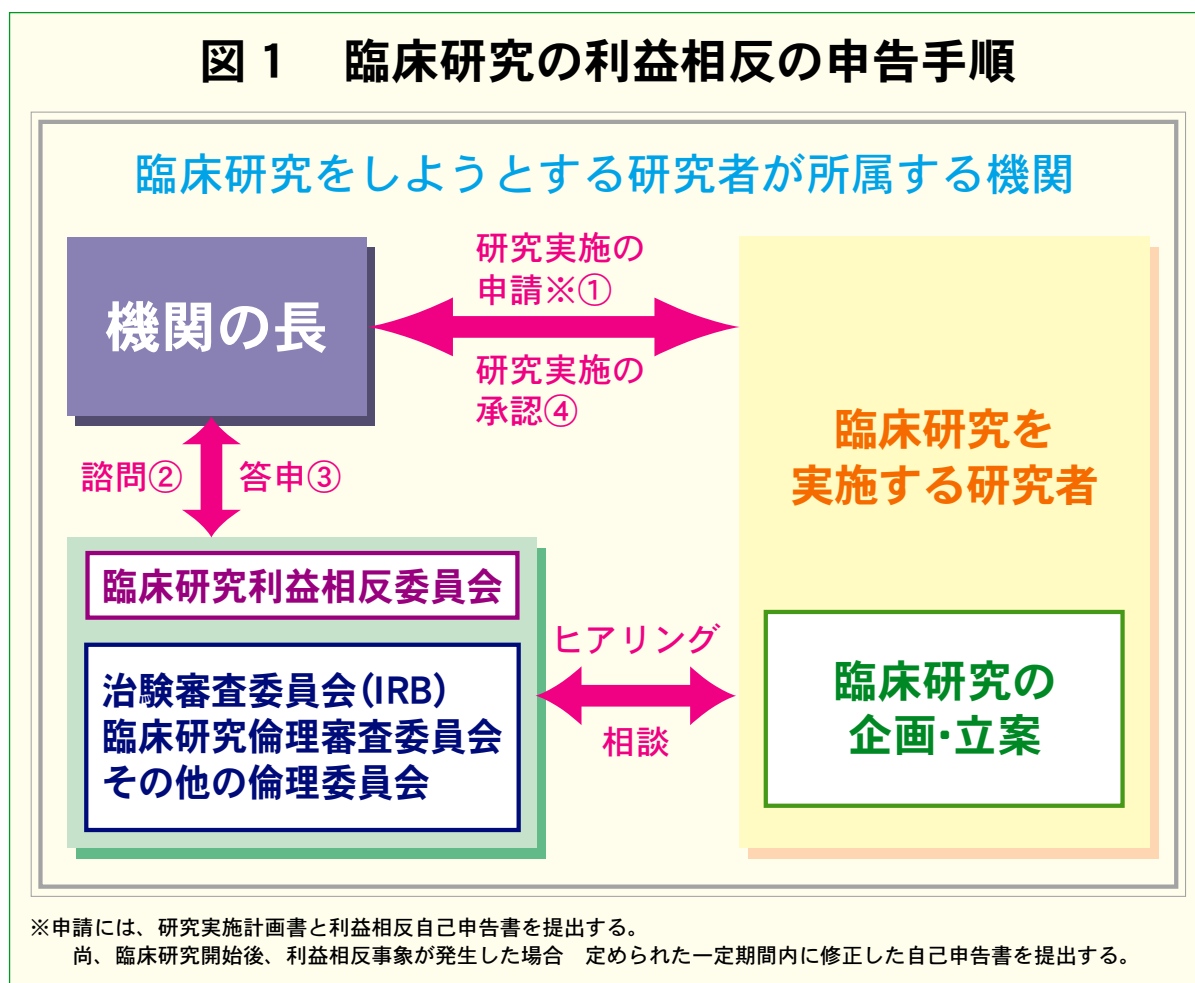 図1　臨床研究の利益相反の申告手順
臨床研究をしようとする研究者が所属する機関
機関の長
研究実施の
申請※①
研究実施の
承認④
諮問②
答申③
臨床研究を
実施する研究者
臨床研究利益相反委員会
治験審査委員会(IRB)
臨床研究倫理審査委員会
その他の倫理委員会
ヒアリング
相談
臨床研究の
企画・立案
※申請には、研究実施計画書と利益相反自己申告書を提出する。
尚、臨床研究開始後、利益相反事象が発生した場合　定められた一定期間内に修正した自己申告書を提出する。